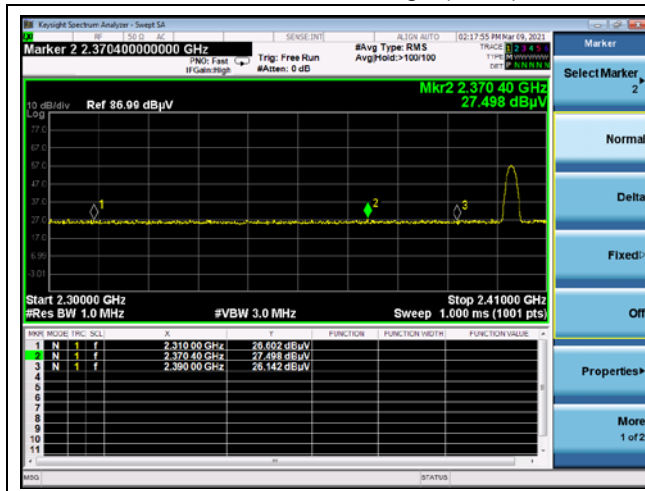 Keysight Spectrum Analyzer - Swept SA
RF 50 Ω AC SENSE:INT ALIGN AUTO 02:17:55 PM Mar 09, 2021
Marker 2 2.370400000000 GHz
PNO: Fast Trig: Free Run #Avg Type: RMS TRACE 1 2 3 4 5 6
IFGain:High #Atten: 0 dB Avg|Hold:>100/100 TYPE M
DET P N N N N N
Mkr2 2.370 40 GHz
27.498 dBµV
10 dB/div Ref 86.99 dBµV
Log
77.0
67.0
57.0
47.0
37.0
27.0
17.0
6.99
-3.01
1
2
3
Start 2.30000 GHz Stop 2.41000 GHz
#Res BW 1.0 MHz #VBW 3.0 MHz Sweep 1.000 ms (1001 pts)
MKR MODE TRC SCL X Y FUNCTION FUNCTION WIDTH FUNCTION VALUE
1 N 1 f 2.310 00 GHz 26.602 dBµV
2 N 1 f 2.370 40 GHz 27.498 dBµV
3 N 1 f 2.390 00 GHz 26.142 dBµV
4
5
6
7
8
9
10
11
MSG STATUS
Marker
Select Marker
2
Normal
Delta
Fixed
Off
Properties
More
1 of 2